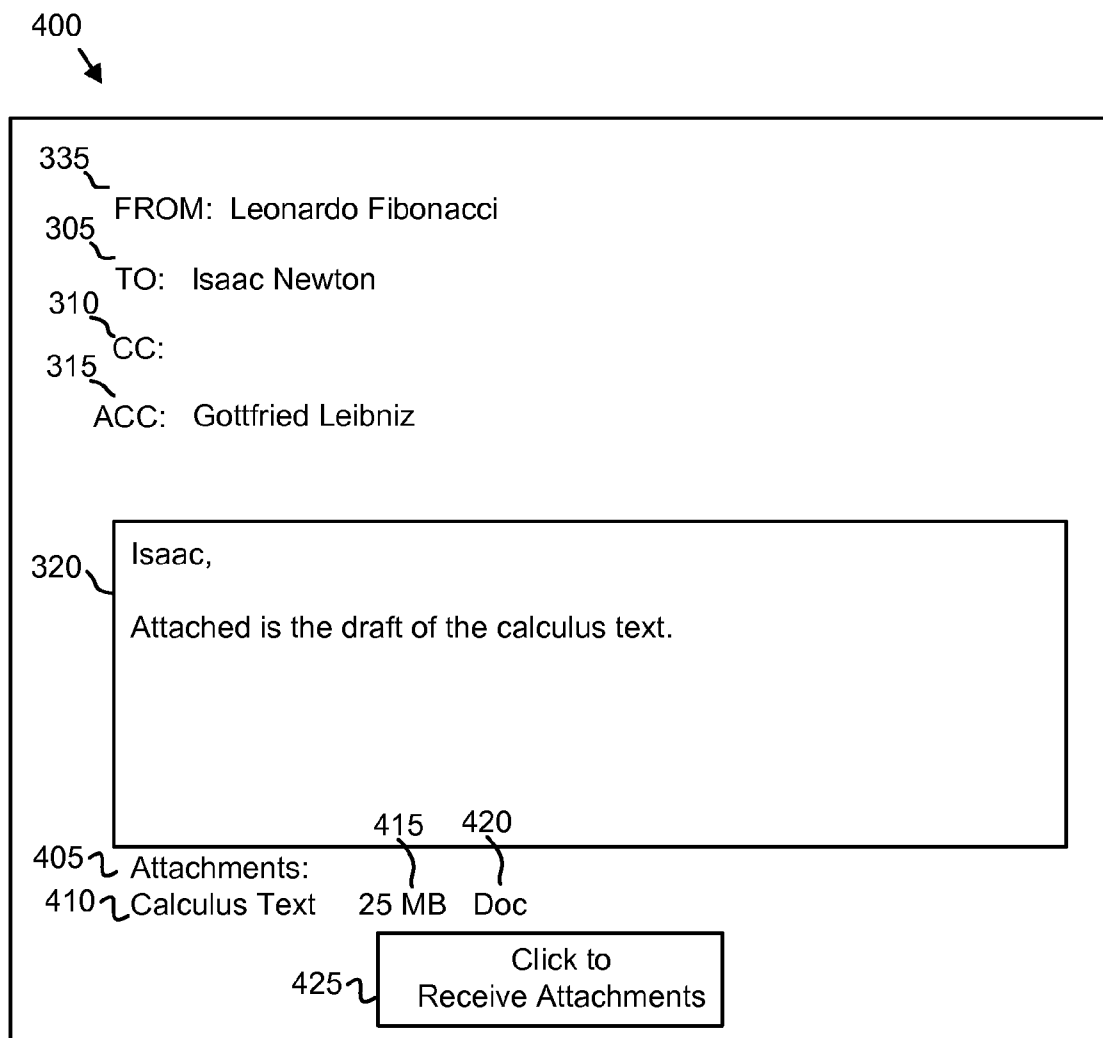 400
335
FROM: Leonardo Fibonacci
305
TO: Isaac Newton
310
CC:
315
ACC: Gottfried Leibniz
320
Isaac,
Attached is the draft of the calculus text.
415 420
405 Attachments:
410 Calculus Text 25 MB Doc
425
Click to
Receive Attachments